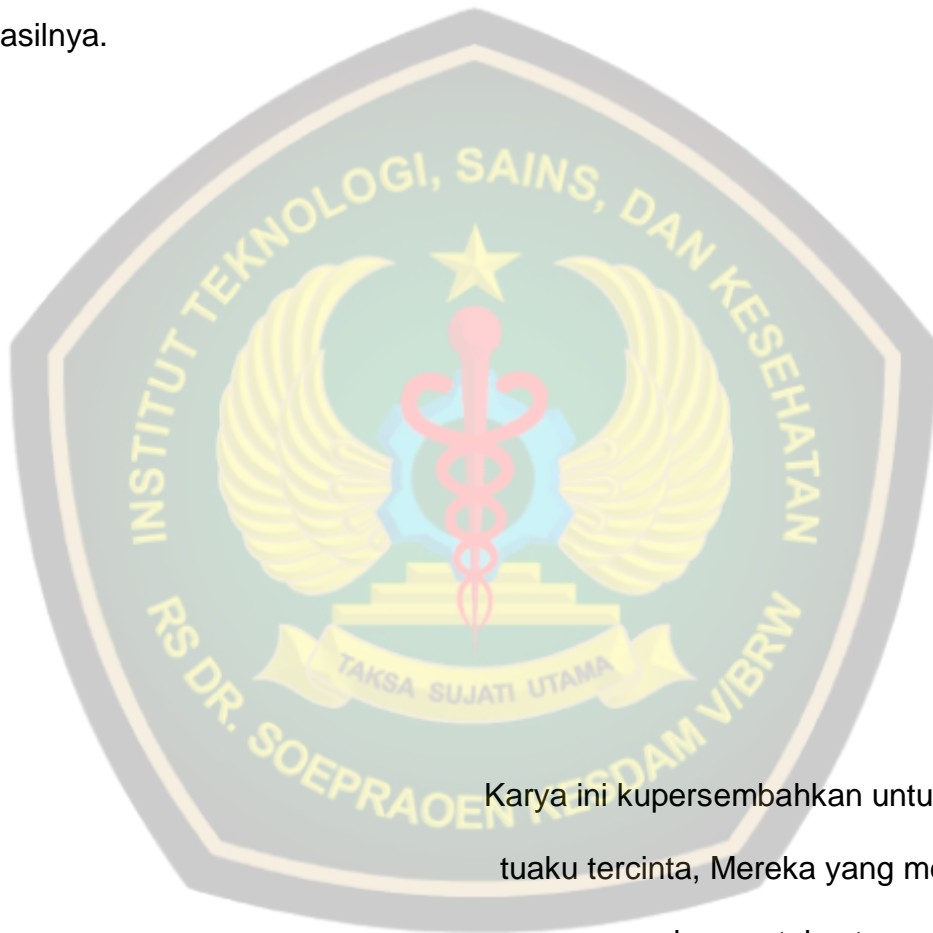 asilnya.
INSTITUT TEKNOLOGI, SAINS, DAN KESEHATAN
TAKSA SUJATI UTAMA
RS DR. SOEPRAOEN KESDAM V/BRW
Karya ini kupersembahkan untu
tuaku tercinta, Mereka yang m